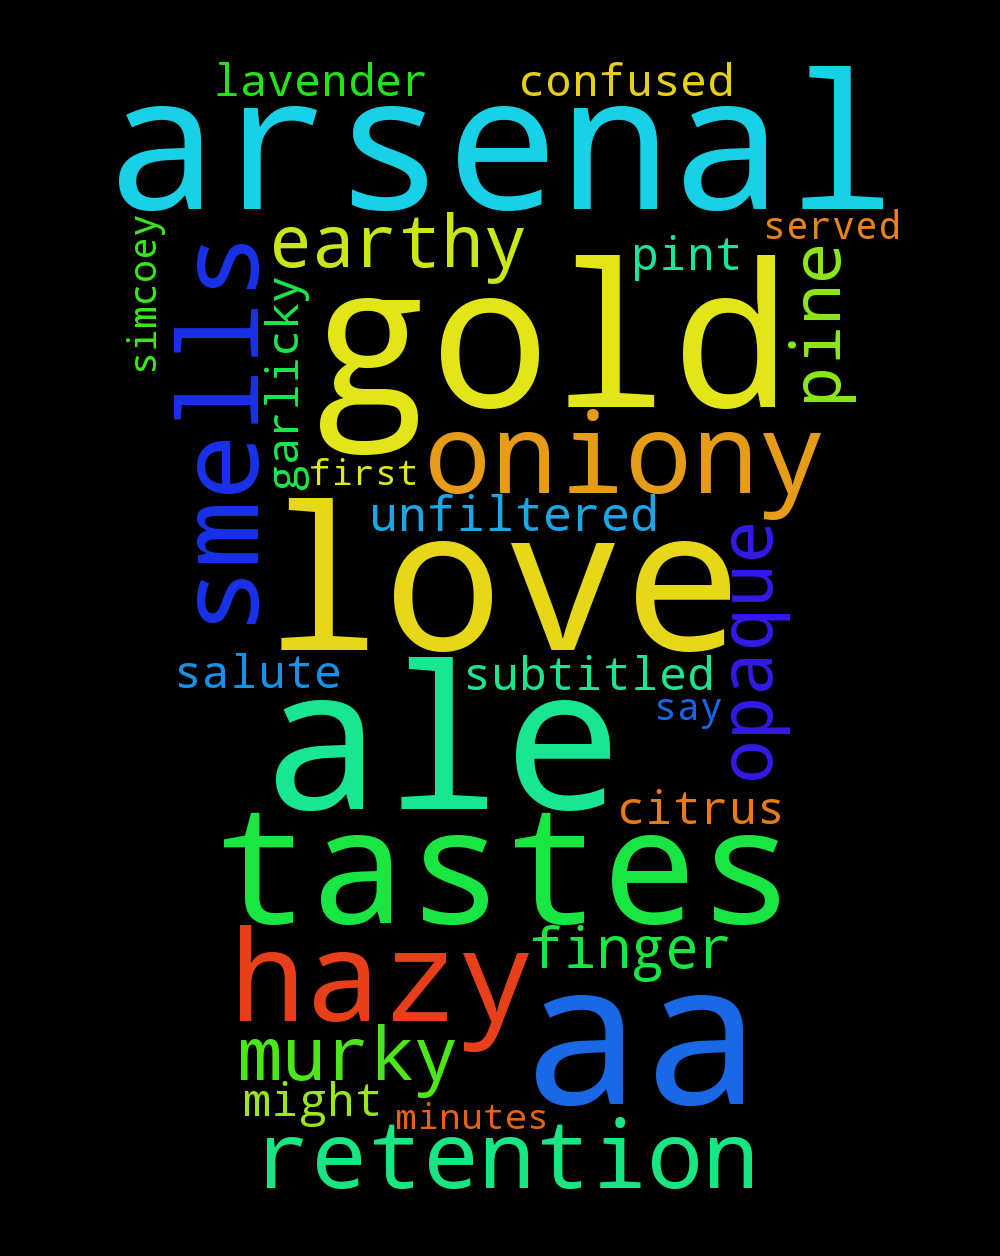 lavender
confused
arsenal
simcoey
smells
earthy
pint
served
garlicky
gold
pine
oniony
first
unfiltered
love
opaque
salute
subtitled
say
ale
citrus
tastes
hazy
finger
aa
murky
might
minutes
retention